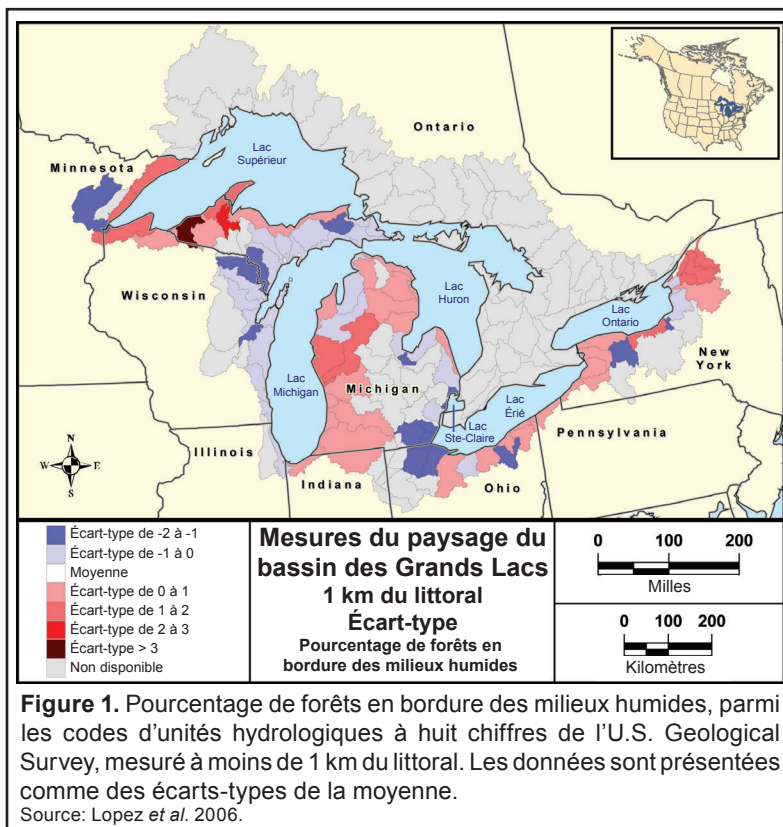 Ontario
Minnesota
Lac
Supérieur
Wisconsin
Lac
Huron
Lac
Ontario
New
York
Michigan
Lac
Michigan
Lac
Érié
Lac
Ste-Claire
Pennsylvania
Illinois
Indiana
Ohio
N
W E
S
Écart-type de -2 à -1
Écart-type de -1 à 0
Moyenne
Écart-type de 0 à 1
Écart-type de 1 à 2
Écart-type de 2 à 3
Écart-type > 3
Non disponible
Mesures du paysage du
bassin des Grands Lacs
1 km du littoral
Écart-type
Pourcentage de forêts en
bordure des milieux humides
0 100 200
Milles
0 100 200
Kilomètres
Figure 1. Pourcentage de forêts en bordure des milieux humides, parmi
les codes d'unités hydrologiques à huit chiffres de l'U.S. Geological
Survey, mesuré à moins de 1 km du littoral. Les données sont présentées
comme des écarts-types de la moyenne.
Source: Lopez et al. 2006.